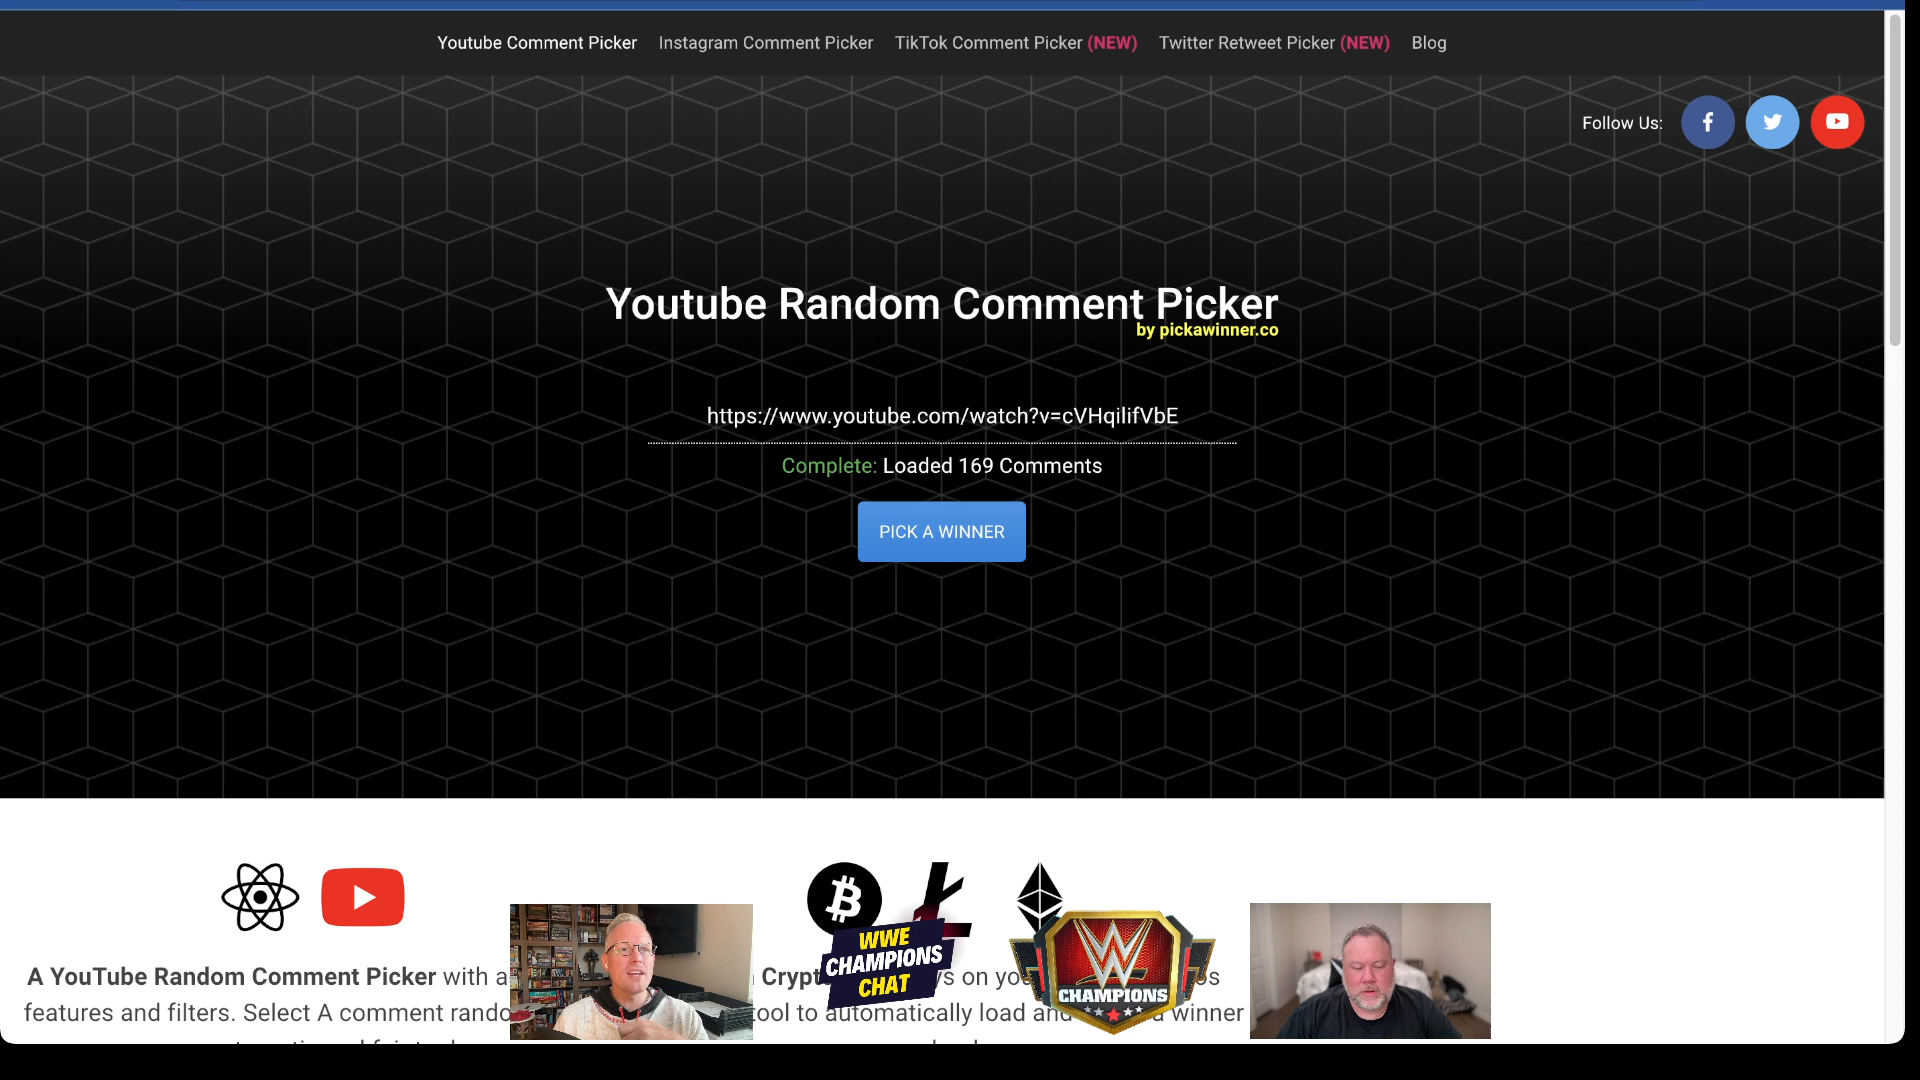 Youtube Comment Picker Instagram Comment Picker TikTok Comment Picker (NEW) Twitter Retweet Picker (NEW) Blog
Follow Us:
Youtube Random Comment Picker
by pickawinner.co
https://www.youtube.com/watch?v=cVHqilifVbE
Complete: Loaded 169 Comments
PICK A WINNER
WWE
CHAMPIONS
CHAT
CHAMPIONS
A YouTube Random Comment Picker with
features and filters. Select A comment
tool to automatically load and winner